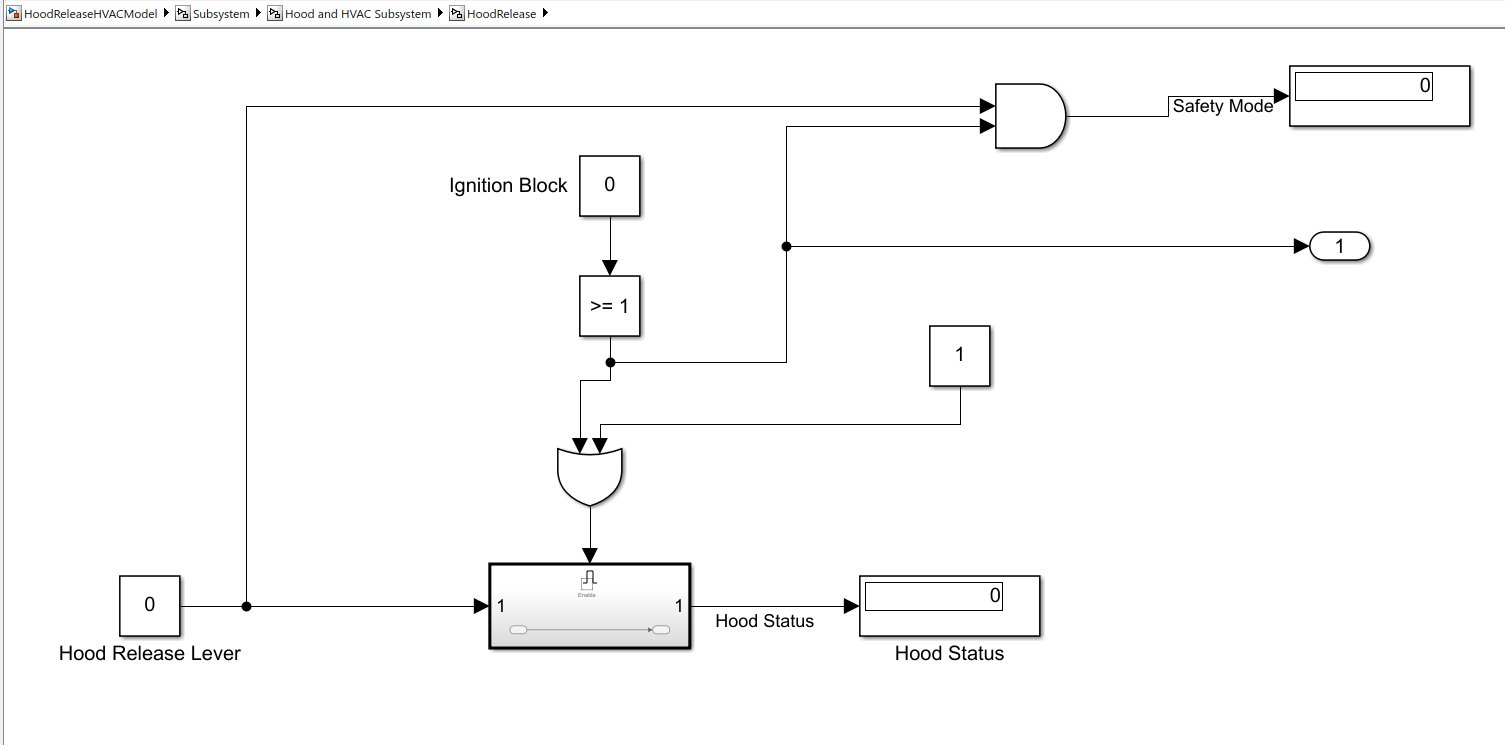 HoodReleaseHVACModel Subsystem Hood and HVAC Subsystem HoodRelease
0
Safety Mode
Ignition Block
0
>= 1
1
1
0
Hood Release Lever
Enable
1
1
Hood Status
0
Hood Status